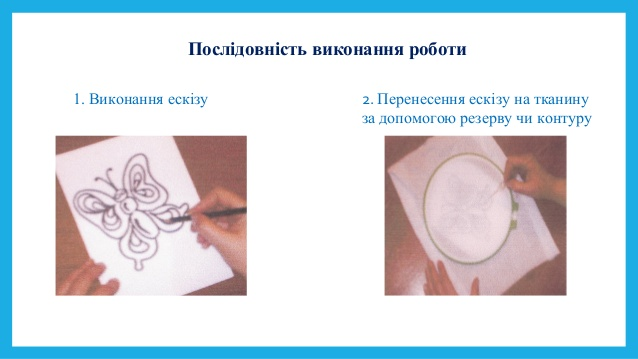 Послідовність виконання роботи
1. Виконання ескізу
2. Перенесення ескізу на тканину
за допомогою резерву чи контуру